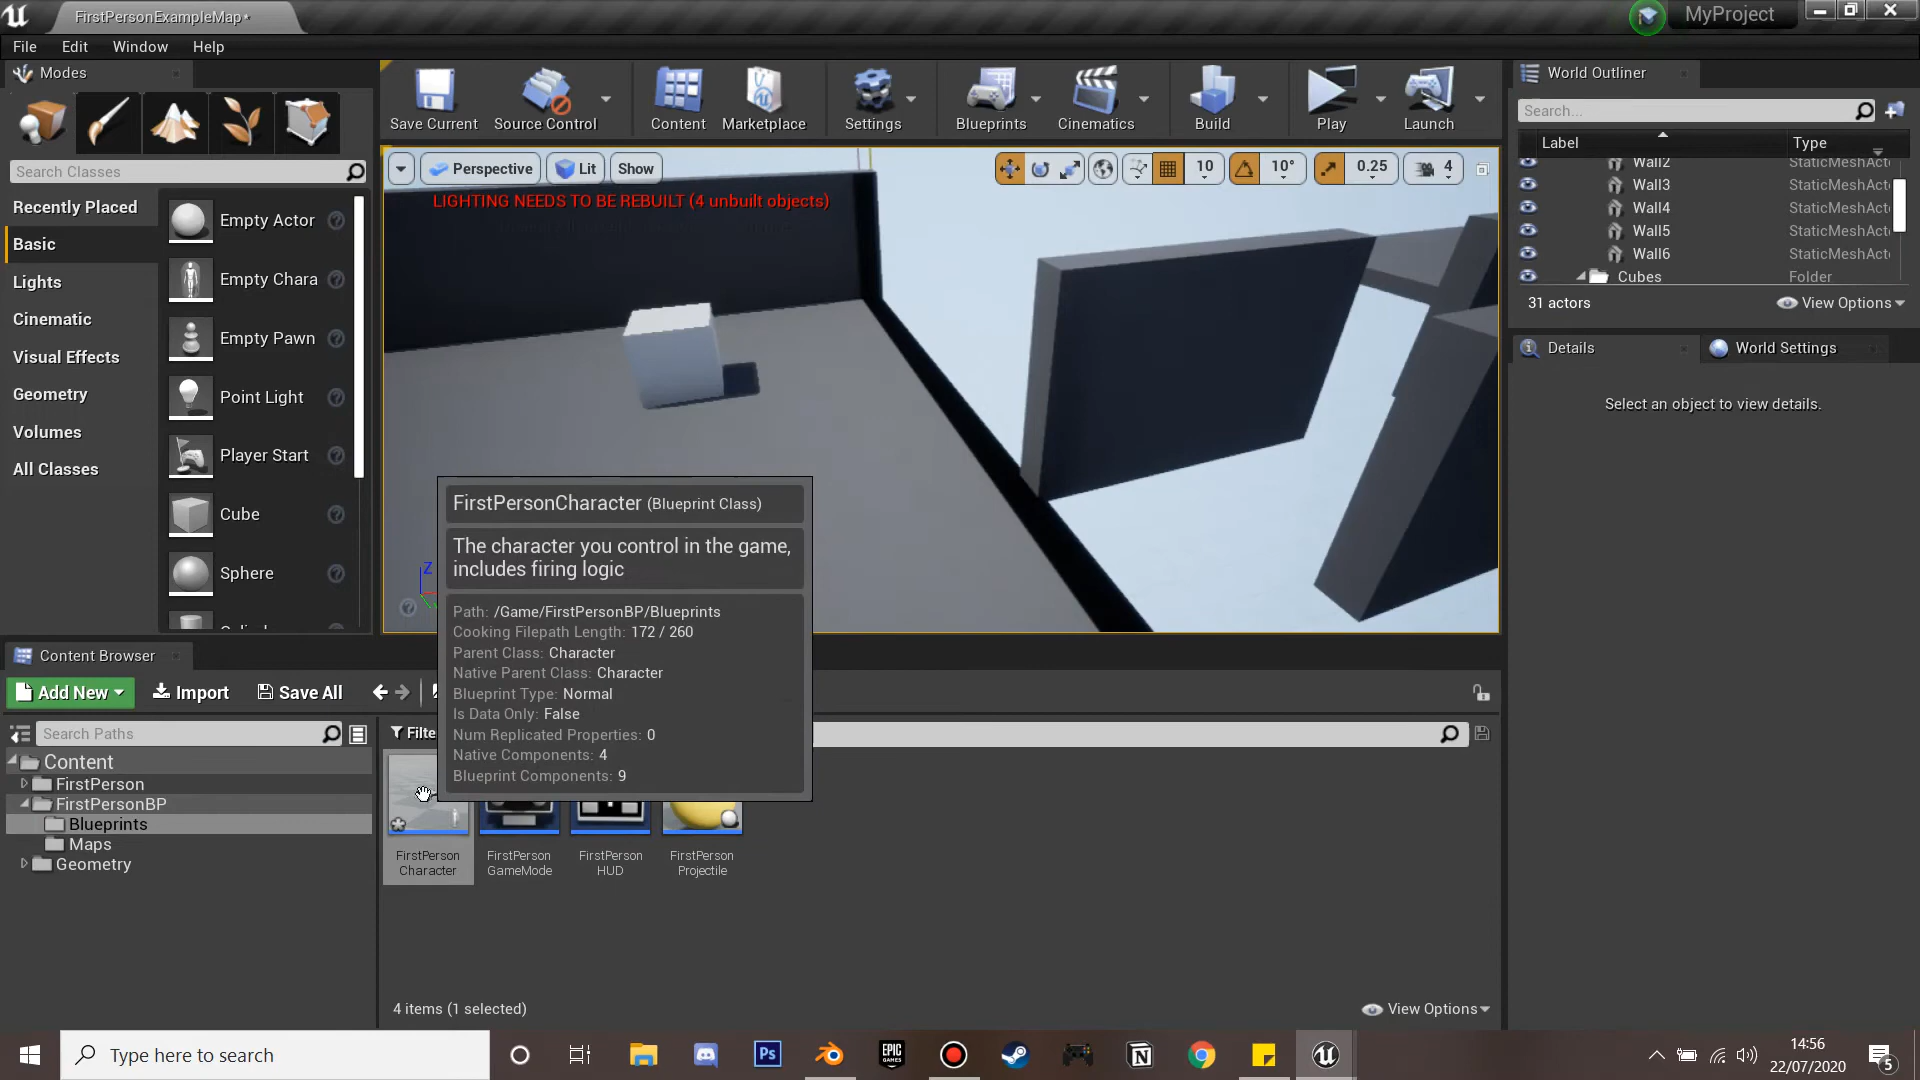 FirstPersonExampleMap*
MyProject
File
Edit
Window
Help
Modes
Search Classes
Recently Placed
Basic
Lights
Cinematic
Visual Effects
Geometry
Volumes
All Classes
Empty Actor
Empty Chara
Empty Pawn
Point Light
Player Start
Cube
Sphere
Save Current
Source Control
Content
Marketplace
Settings
Blueprints
Cinematics
Build
Play
Launch
Perspective
Lit
Show
10
10°
0.25
4
LIGHTING NEEDS TO BE REBUILT (4 unbuilt objects)
Z
World Outliner
Search...
Label
Type
Wall2
StaticMeshAct
Wall3
StaticMeshAct
Wall4
StaticMeshAct
Wall5
StaticMeshAct
Wall6
StaticMeshAct
Cubes
Folder
31 actors
View Options
Details
World Settings
Select an object to view details.
FirstPersonCharacter (Blueprint Class)
The character you control in the game,
includes firing logic
Path: /Game/FirstPersonBP/Blueprints
Cooking Filepath Length: 172 / 260
Parent Class: Character
Native Parent Class: Character
Blueprint Type: Normal
Is Data Only: False
Num Replicated Properties: 0
Native Components: 4
Blueprint Components: 9
Content Browser
Add New
Import
Save All
Search Paths
Filte
Content
FirstPerson
FirstPersonBP
Blueprints
Maps
Geometry
FirstPerson
Character
FirstPerson
GameMode
FirstPerson
HUD
FirstPerson
Projectile
4 items (1 selected)
View Options
Type here to search
Ps
EPIC
GAMES
14:56
22/07/2020
5